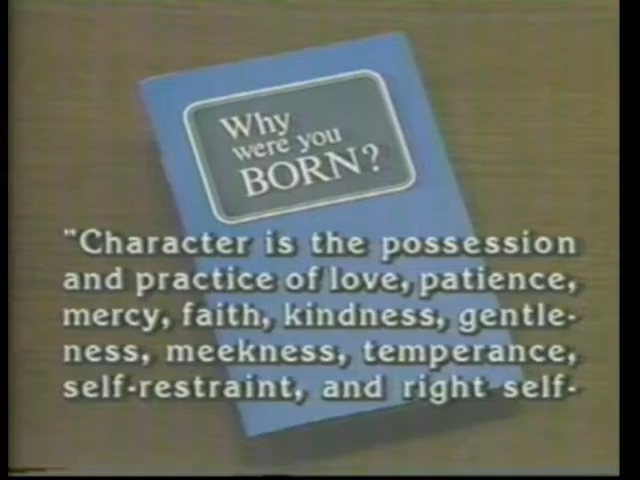 Why
were you
BORN?
"Character is the possession
and practice of love, patience,
mercy, faith, kindness, gentle-
ness, meekness, temperance,
self-restraint, and right self-